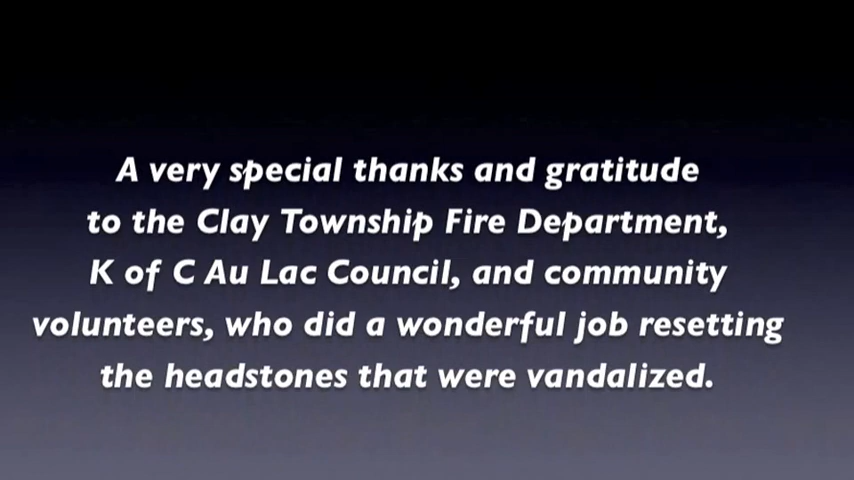 A very special thanks and gratitude
to the Clay Township Fire Department,
K of C Au Lac Council, and community
volunteers, who did a wonderful job resetting
the headstones that were vandalized.